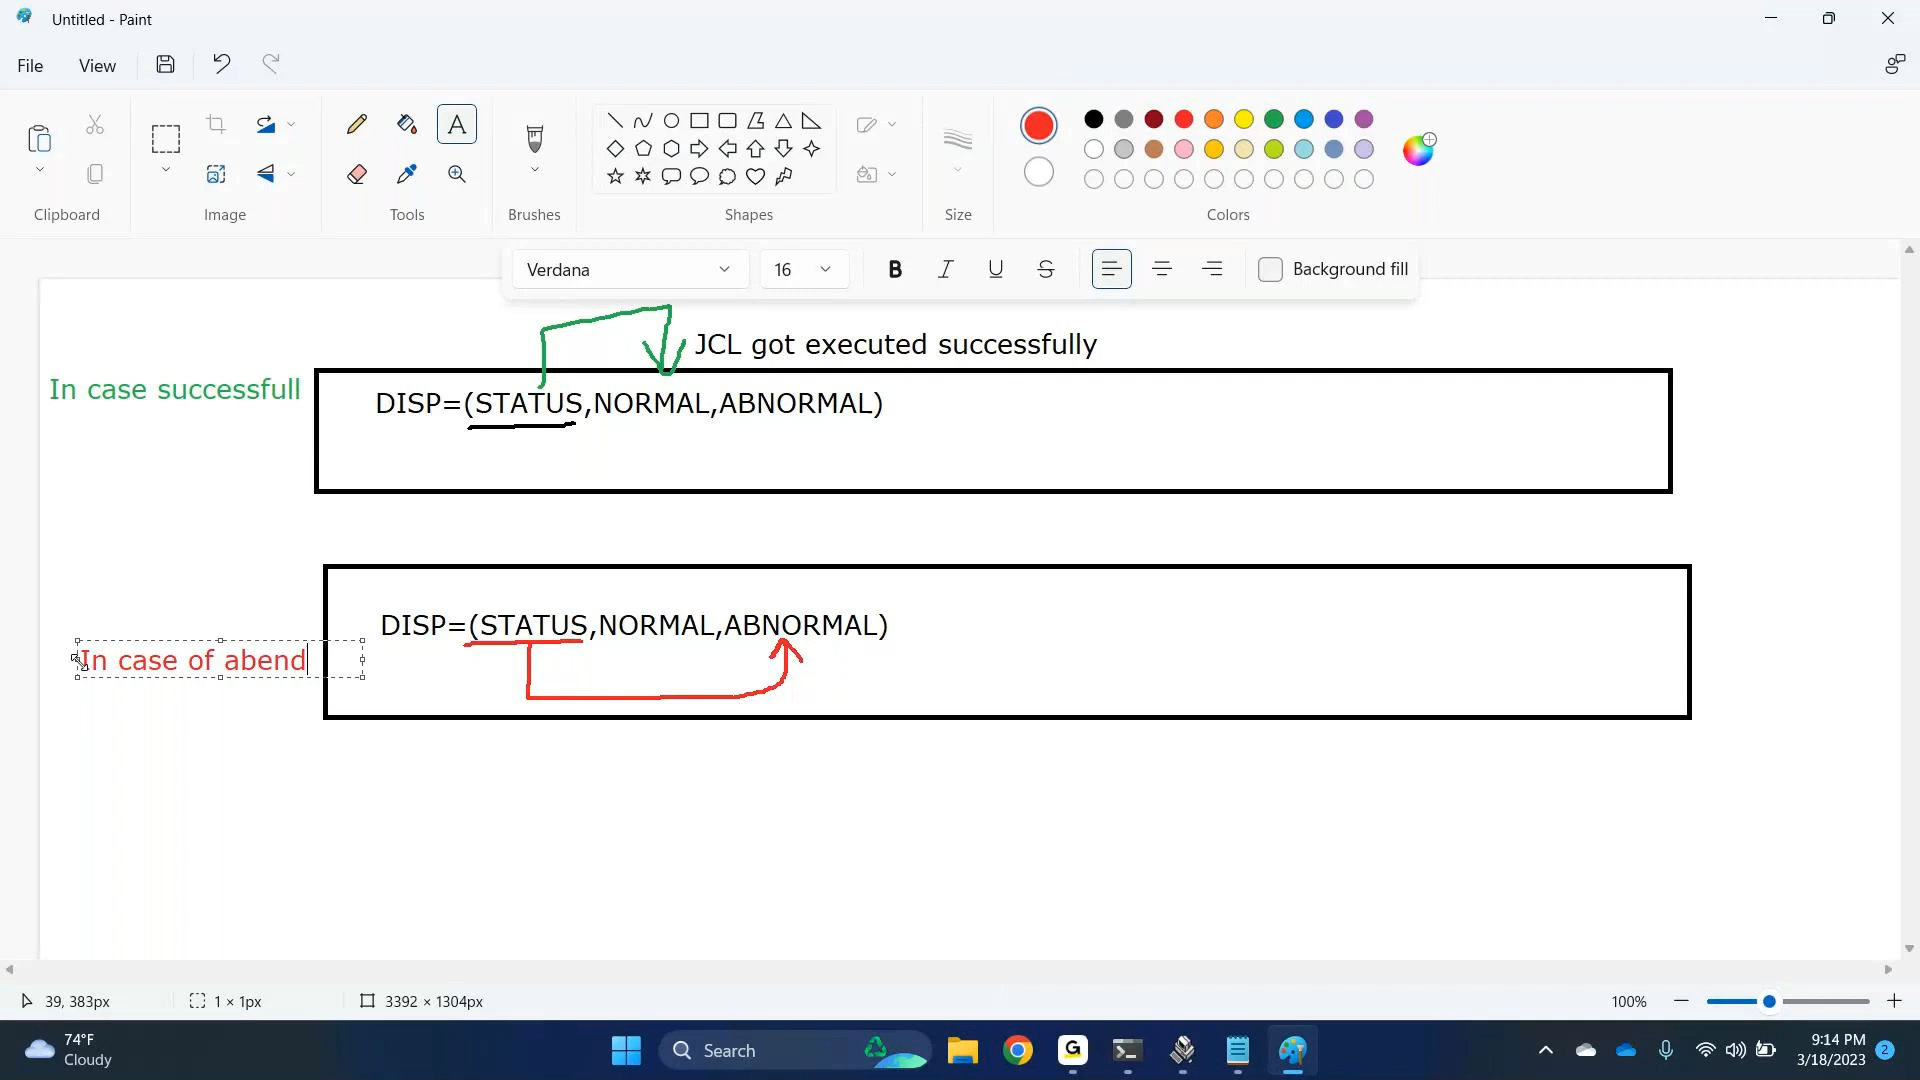 Untitled - Paint
File View
Clipboard Image Tools Brushes Shapes Size Colors
Verdana 16 B I U S Background fill
JCL got executed successfully
In case successfull
DISP=(STATUS,NORMAL,ABNORMAL)
DISP=(STATUS,NORMAL,ABNORMAL)
In case of abend
39, 383px 1 × 1px 3392 × 1304px 100%
74°F
Cloudy
Search
9:14 PM
3/18/2023
2